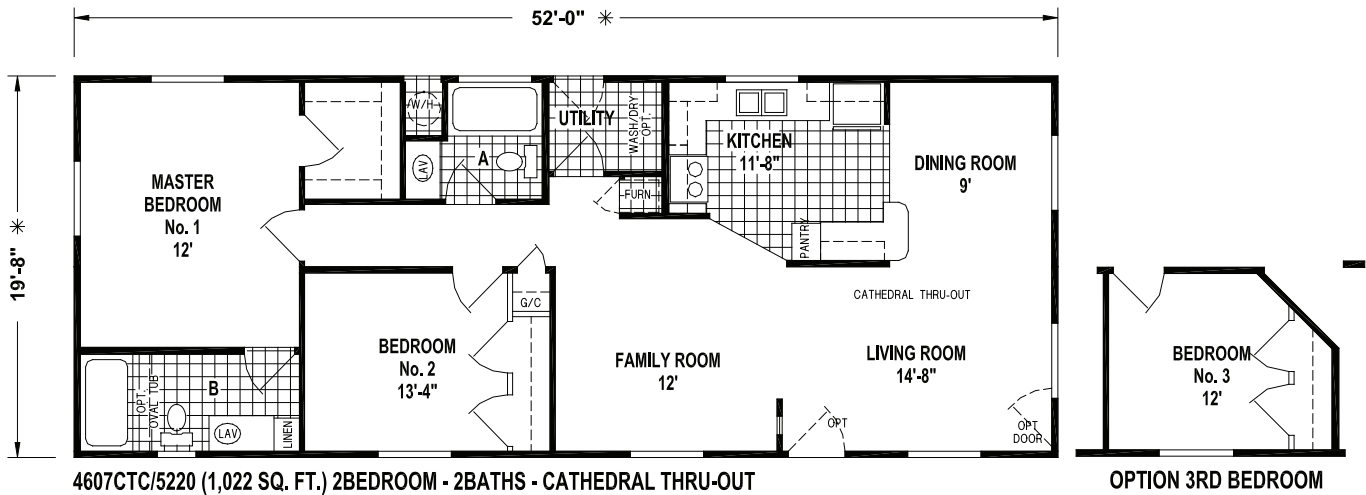 52'-0" *
19'-8" *
MASTER
BEDROOM
No. 1
12'
W/H
LAV
A
UTILITY
WASH/DRY
OPT.
FURN
KITCHEN
11'-8"
PANTRY
DINING ROOM
9'
CATHEDRAL THRU-OUT
G/C
BEDROOM
No. 2
13'-4"
FAMILY ROOM
12'
LIVING ROOM
14'-8"
OPT
OPT
DOOR
OPT.
OVAL TUB
B
LAV
LINEN
BEDROOM
No. 3
12'
4607CTC/5220 (1,022 SQ. FT.) 2BEDROOM - 2BATHS - CATHEDRAL THRU-OUT
OPTION 3RD BEDROOM